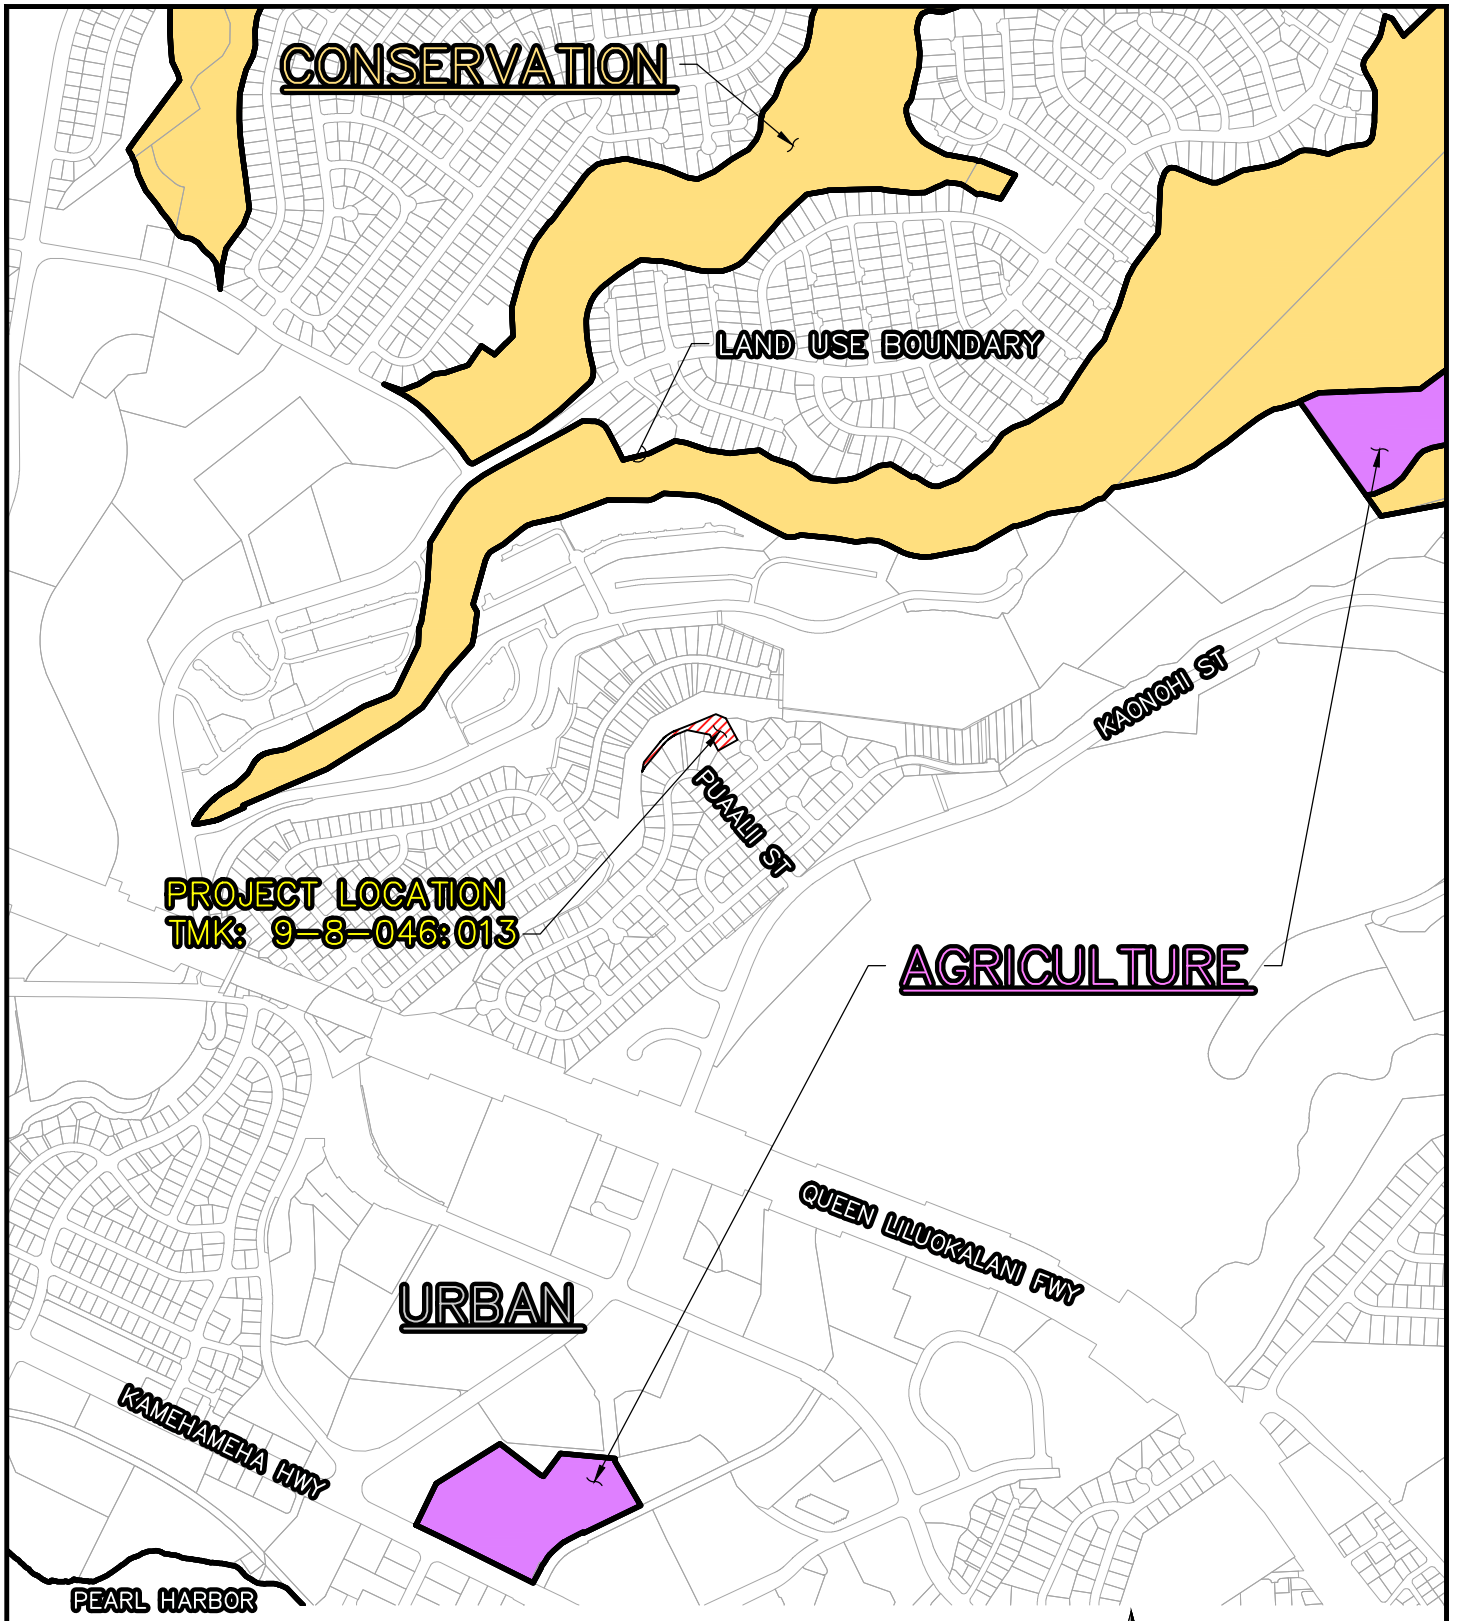 CONSERVATION
LAND USE BOUNDARY
KAONOHI ST
PUAALII ST
PROJECT LOCATION
TMK: 9-8-046:013
AGRICULTURE
QUEEN LILUOKALANI FWY
URBAN
KAMEHAMEHA HWY
PEARL HARBOR